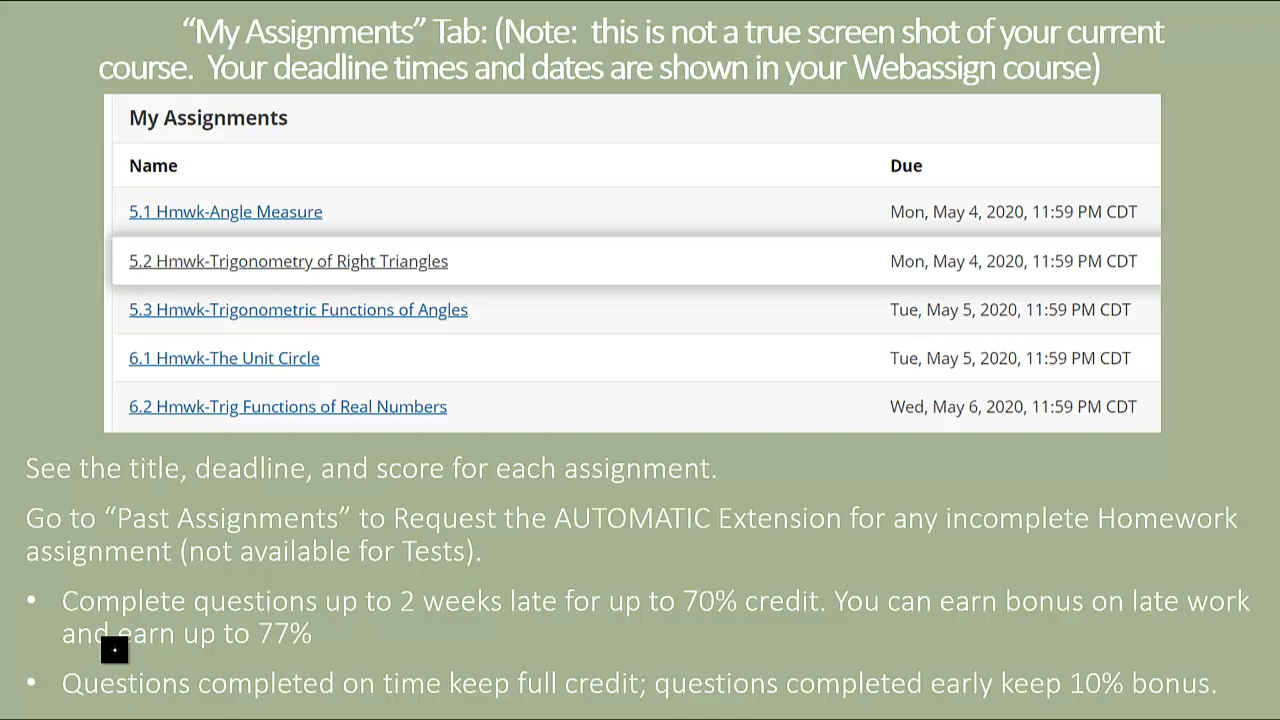 “My Assignments” Tab: (Note: this is not a true screen shot of your current
course. Your deadline times and dates are shown in your Webassign course)
My Assignments
Name Due
5.1 Hmwk-Angle Measure Mon, May 4, 2020, 11:59 PM CDT
5.2 Hmwk-Trigonometry of Right Triangles Mon, May 4, 2020, 11:59 PM CDT
5.3 Hmwk-Trigonometric Functions of Angles Tue, May 5, 2020, 11:59 PM CDT
6.1 Hmwk-The Unit Circle Tue, May 5, 2020, 11:59 PM CDT
6.2 Hmwk-Trig Functions of Real Numbers Wed, May 6, 2020, 11:59 PM CDT
See the title, deadline, and score for each assignment.
Go to “Past Assignments” to Request the AUTOMATIC Extension for any incomplete Homework
assignment (not available for Tests).
• Complete questions up to 2 weeks late for up to 70% credit. You can earn bonus on late work
and earn up to 77%
• Questions completed on time keep full credit; questions completed early keep 10% bonus.